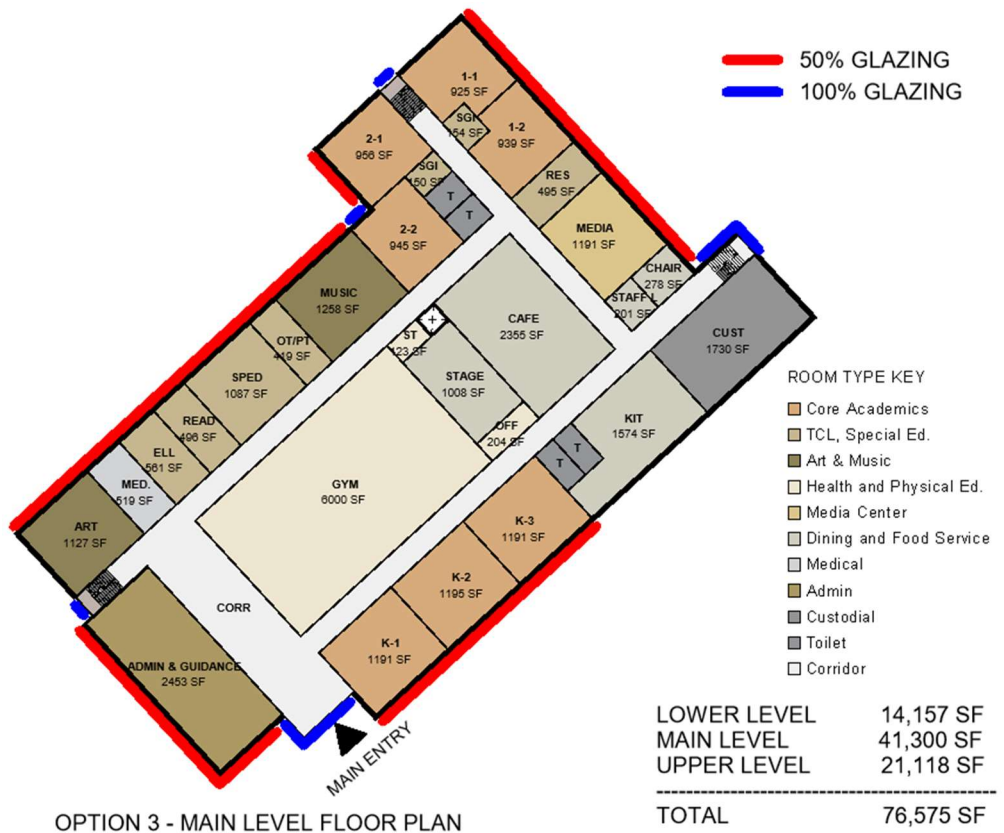 50% GLAZING
100% GLAZING
1-1
925 SF
SGI
154 SF
1-2
939 SF
2-1
956 SF
SGI
150 SF
T
T
RES
495 SF
2-2
945 SF
MEDIA
1191 SF
CHAIR
278 SF
STAFF L
201 SF
MUSIC
1258 SF
CAFE
2355 SF
CUST
1730 SF
OT/PT
419 SF
ST
123 SF
SPED
1087 SF
STAGE
1008 SF
READ
496 SF
OFF
204 SF
KIT
1574 SF
T
T
ELL
561 SF
MED.
519 SF
GYM
6000 SF
ART
1127 SF
K-3
1191 SF
K-2
1195 SF
CORR
K-1
1191 SF
ADMIN & GUIDANCE
2453 SF
MAIN ENTRY
ROOM TYPE KEY
Core Academics
TCL, Special Ed.
Art & Music
Health and Physical Ed.
Media Center
Dining and Food Service
Medical
Admin
Custodial
Toilet
Corridor
LOWER LEVEL 14,157 SF
MAIN LEVEL 41,300 SF
UPPER LEVEL 21,118 SF
TOTAL 76,575 SF
OPTION 3 - MAIN LEVEL FLOOR PLAN